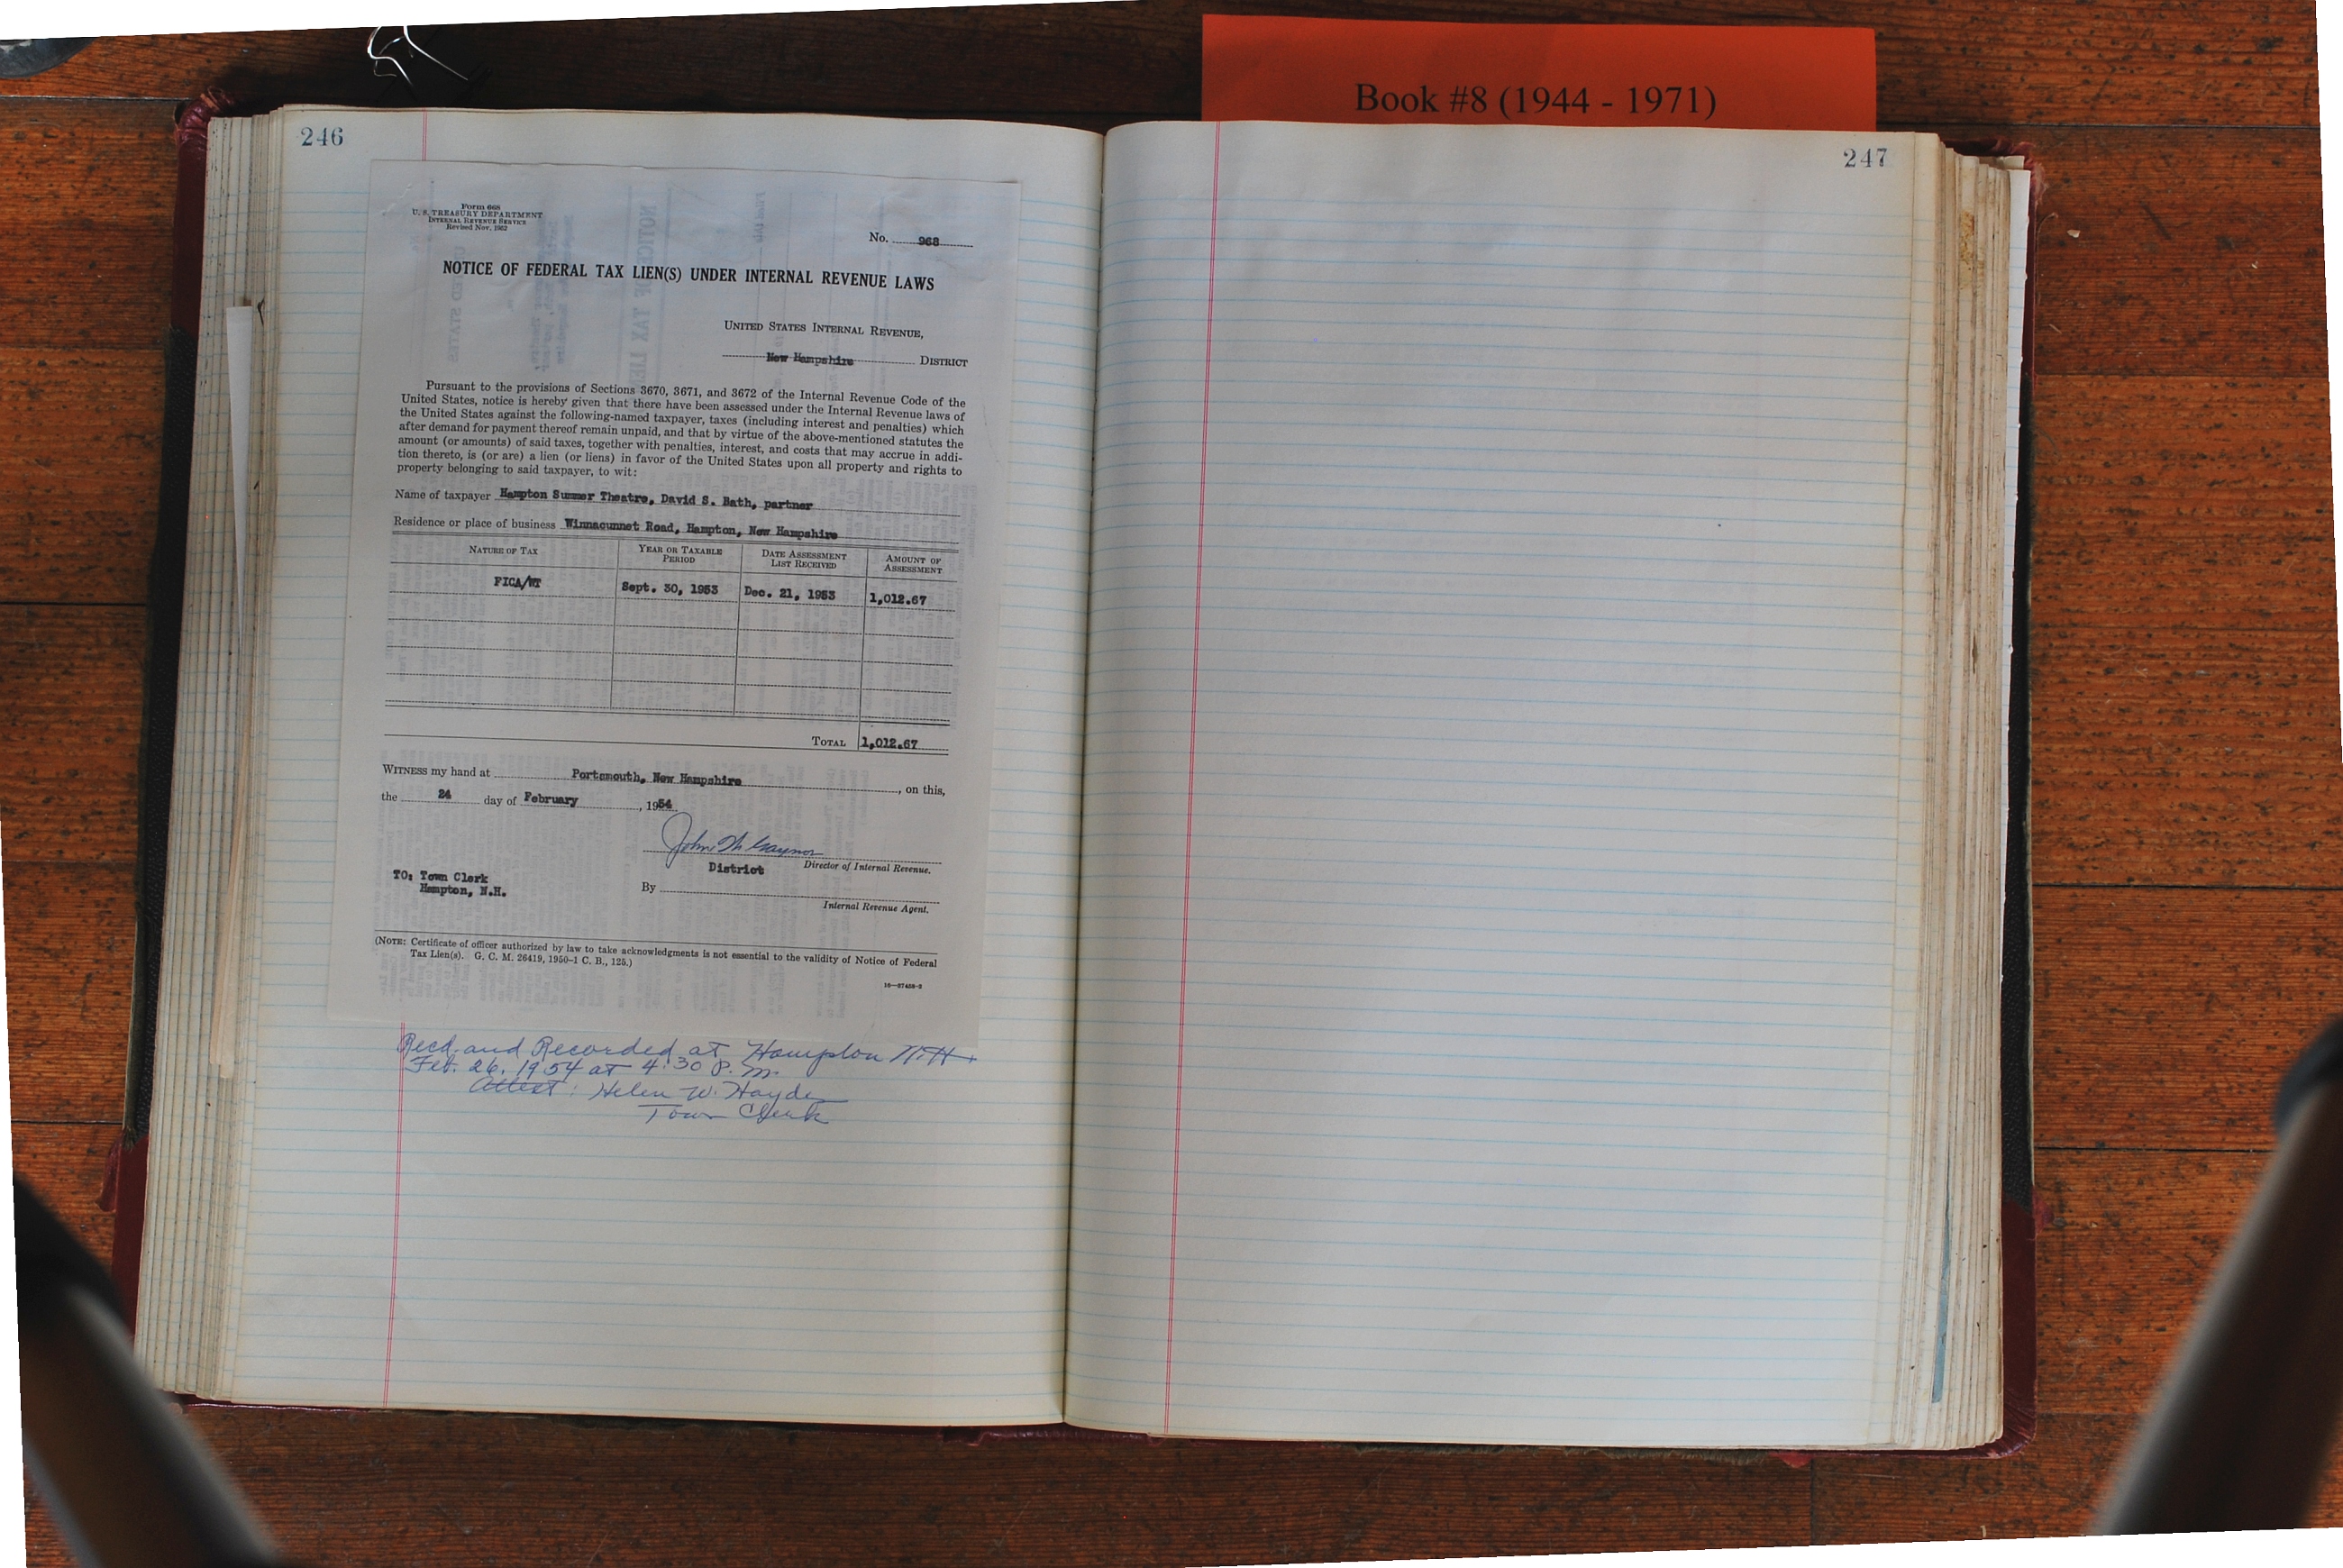 Book #8 (1944 - 1971)
246
Form 668
U. S. TREASURY DEPARTMENT
INTERNAL REVENUE SERVICE
Revised Nov. 1952
No. 968
NOTICE OF FEDERAL TAX LIEN(S) UNDER INTERNAL REVENUE LAWS
UNITED STATES INTERNAL REVENUE,
New Hampshire DISTRICT
Pursuant to the provisions of Sections 3670, 3671, and 3672 of the Internal Revenue Code of the
United States, notice is hereby given that there have been assessed under the Internal Revenue laws of
the United States against the following-named taxpayer, taxes (including interest and penalties) which
after demand for payment thereof remain unpaid, and that by virtue of the above-mentioned statutes the
amount (or amounts) of said taxes, together with penalties, interest, and costs that may accrue in addi-
tion thereto, is (or are) a lien (or liens) in favor of the United States upon all property and rights to
property belonging to said taxpayer, to wit:
Name of taxpayer Hampton Summer Theatre, David S. Bath, partner
Residence or place of business Winnacunnet Road, Hampton, New Hampshire
NATURE OF TAX YEAR OR TAXABLE PERIOD DATE ASSESSMENT LIST RECEIVED AMOUNT OF ASSESSMENT
FICA/WT Sept. 30, 1953 Dec. 21, 1953 1,012.67
TOTAL 1,012.67
WITNESS my hand at Portsmouth, New Hampshire, on this,
the 24 day of February, 1954
John W Gaynor
District Director of Internal Revenue.
TO: Town Clerk
Hampton, N.H.
By
Internal Revenue Agent.
(NOTE: Certificate of officer authorized by law to take acknowledgments is not essential to the validity of Notice of Federal
Tax Lien(s). G. C. M. 26419, 1950-1 C. B., 125.)
Recd. and Recorded at Hampton N.H.
Feb. 26, 1954 at 4:30 P.M.
Attest: Helen W. Hayden
Town Clerk
247